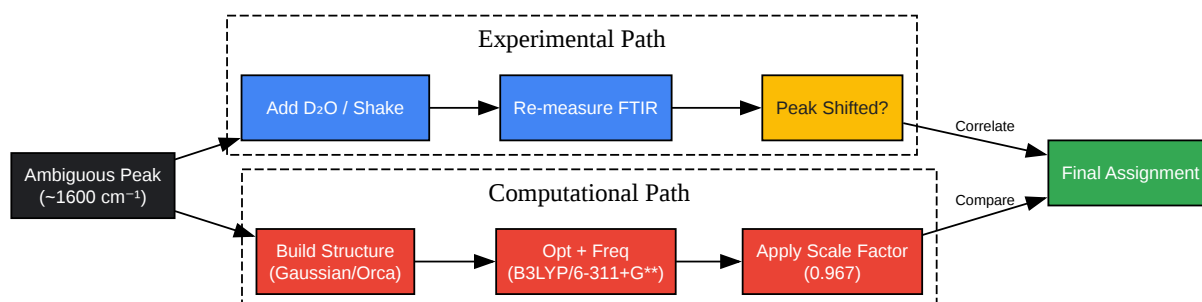 Experimental Path
Add D₂O / Shake
Re-measure FTIR
Peak Shifted?
Correlate
Ambiguous Peak
(~1600 cm⁻¹)
Final Assignment
Computational Path
Compare
Build Structure
(Gaussian/Orca)
Opt + Freq
(B3LYP/6-311+G**)
Apply Scale Factor
(0.967)